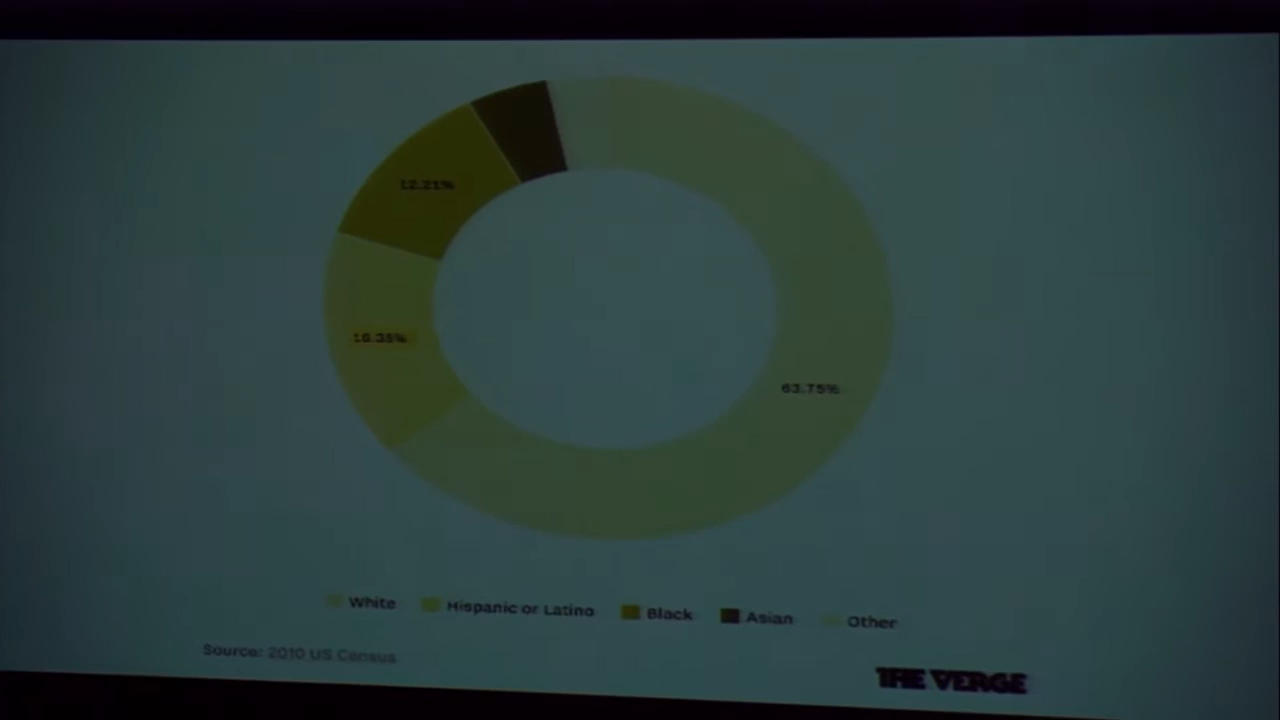 12.21%
16.35%
63.75%
White Hispanic or Latino Black Asian Other
Source: 2010 US Census
THE VERGE